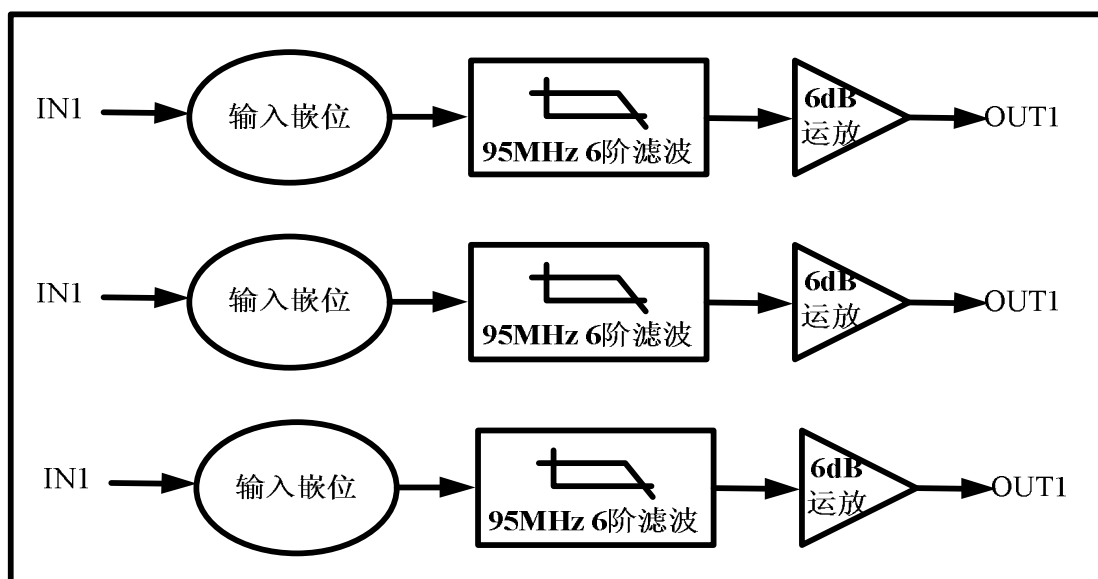 IN1
输入嵌位
95MHz 6阶滤波
6dB
运放
OUT1
IN1
输入嵌位
95MHz 6阶滤波
6dB
运放
OUT1
IN1
输入嵌位
95MHz 6阶滤波
6dB
运放
OUT1